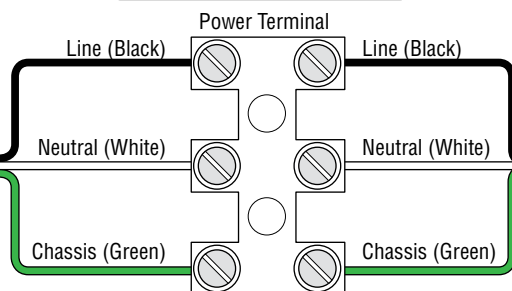 Power Terminal
Line (Black) Line (Black)
Neutral (White) Neutral (White)
Chassis (Green) Chassis (Green)